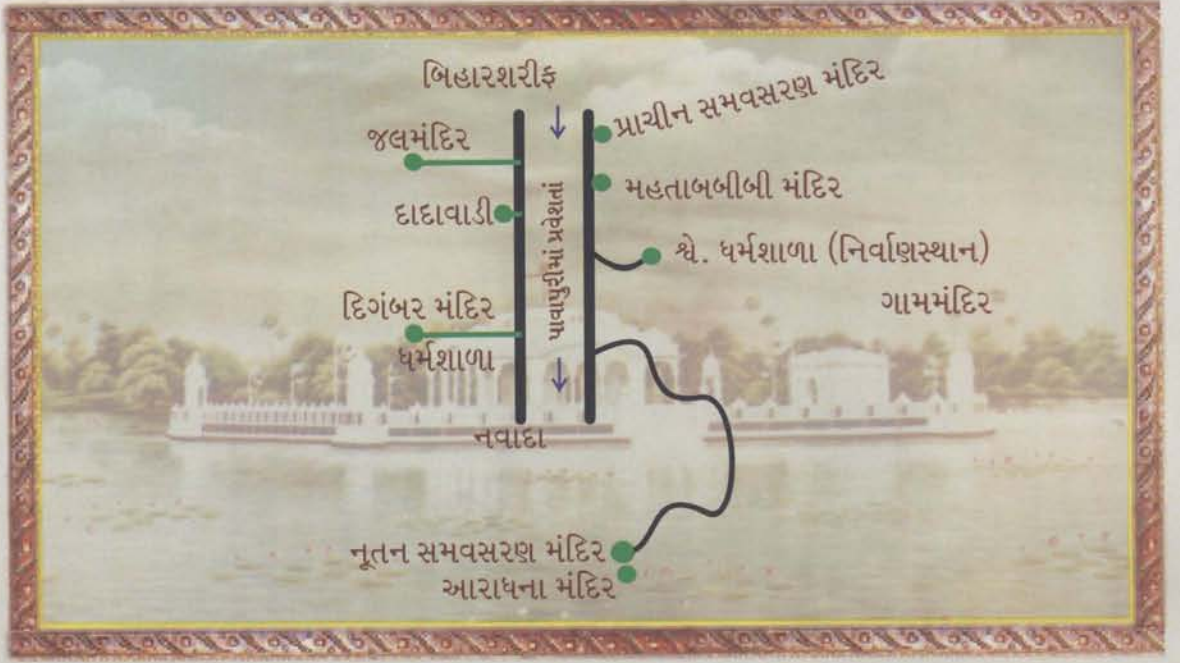 બિહારશરીફ
પ્રાચીન સમવસરણ મંદિર
જલમંદિર
મહતાબબીબી મંદિર
દાદાવાડી
પાવાપુરીમાં પ્રવેશતાં
શ્વે. ધર્મશાળા (નિર્વાણસ્થાન)
ગામમંદિર
દિગંબર મંદિર
ધર્મશાળા
નવાદા
નૂતન સમવસરણ મંદિર
આરાધના મંદિર